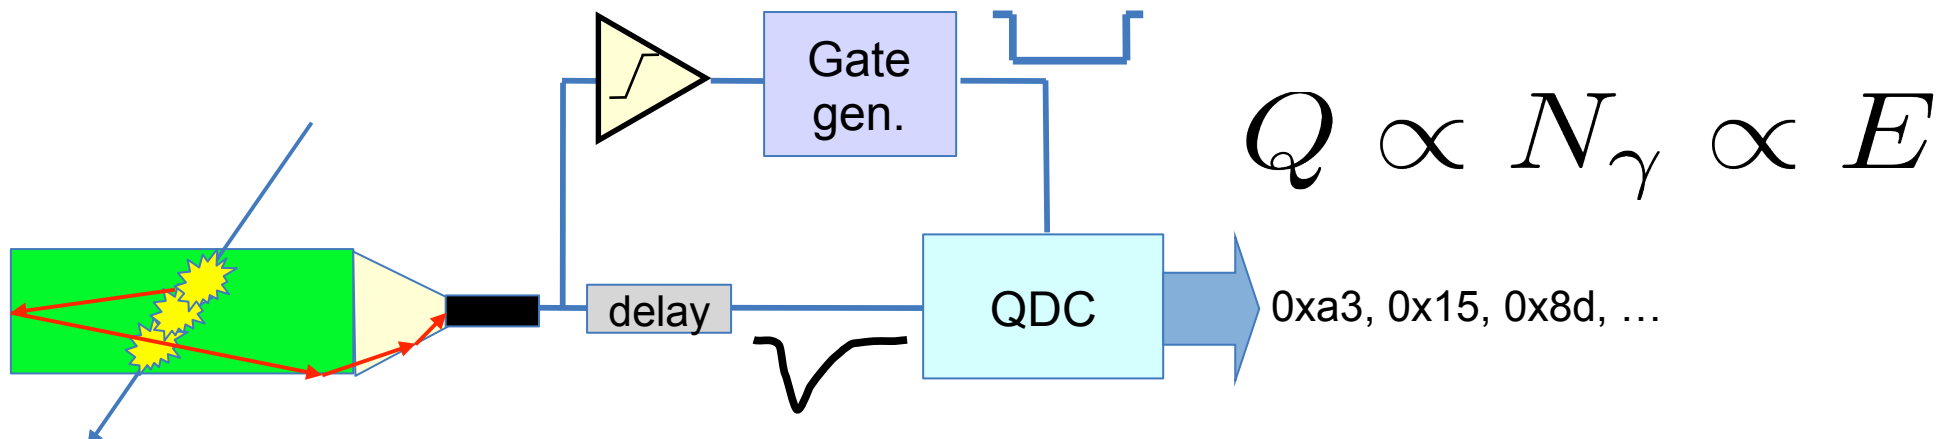 Gate
gen.
Q ∝ N_γ ∝ E
delay
QDC
0xa3, 0x15, 0x8d, …